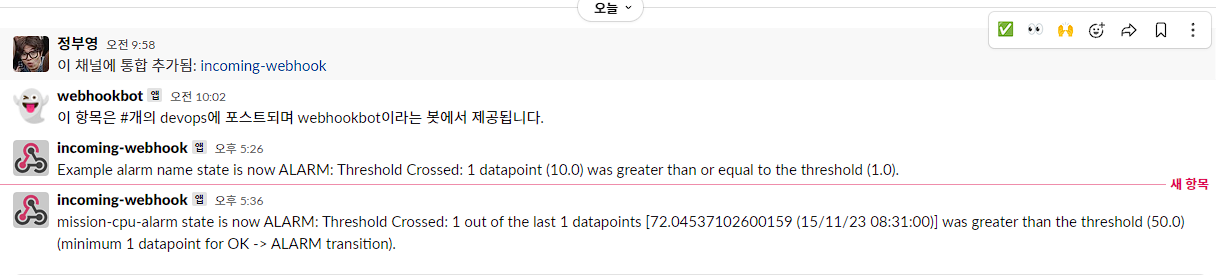 오늘
정부영 오전 9:58
이 채널에 통합 추가됨: incoming-webhook
webhookbot 앱 오전 10:02
이 항목은 #개의 devops에 포스트되며 webhookbot이라는 봇에서 제공됩니다.
incoming-webhook 앱 오후 5:26
Example alarm name state is now ALARM: Threshold Crossed: 1 datapoint (10.0) was greater than or equal to the threshold (1.0).
새 항목
incoming-webhook 앱 오후 5:36
mission-cpu-alarm state is now ALARM: Threshold Crossed: 1 out of the last 1 datapoints [72.04537102600159 (15/11/23 08:31:00)] was greater than the threshold (50.0)
(minimum 1 datapoint for OK -> ALARM transition).